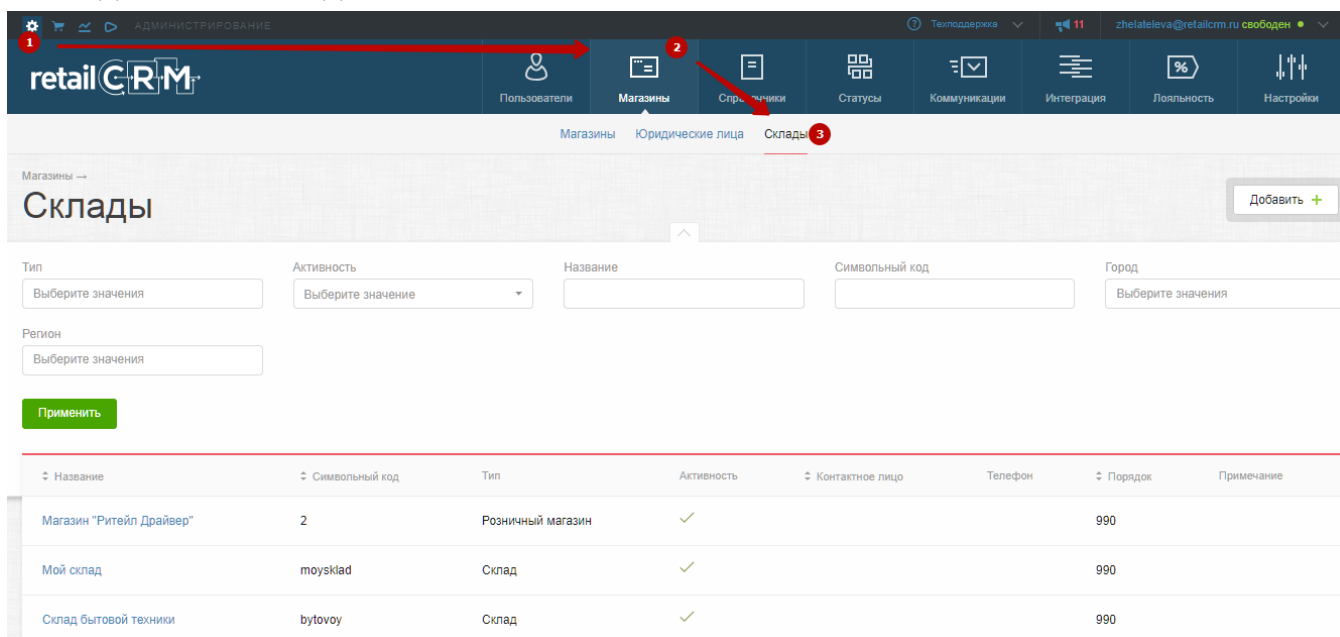 АДМИНИСТРИРОВАНИЕ Техподдержка 11 zhelateleva@retailcrm.ru свободен
1 2
retailCRM
Пользователи Магазины Справочники Статусы Коммуникации Интеграция Лояльность Настройки
Магазины Юридические лица Склады 3
Магазины →
Склады
Добавить +
Тип Активность Название Символьный код Город
Выберите значения Выберите значение Выберите значения
Регион
Выберите значения
Применить
Название Символьный код Тип Активность Контактное лицо Телефон Порядок Примечание
Магазин "Ритейл Драйвер" 2 Розничный магазин 990
Мой склад moysklad Склад 990
Склад бытовой техники bytovoy Склад 990